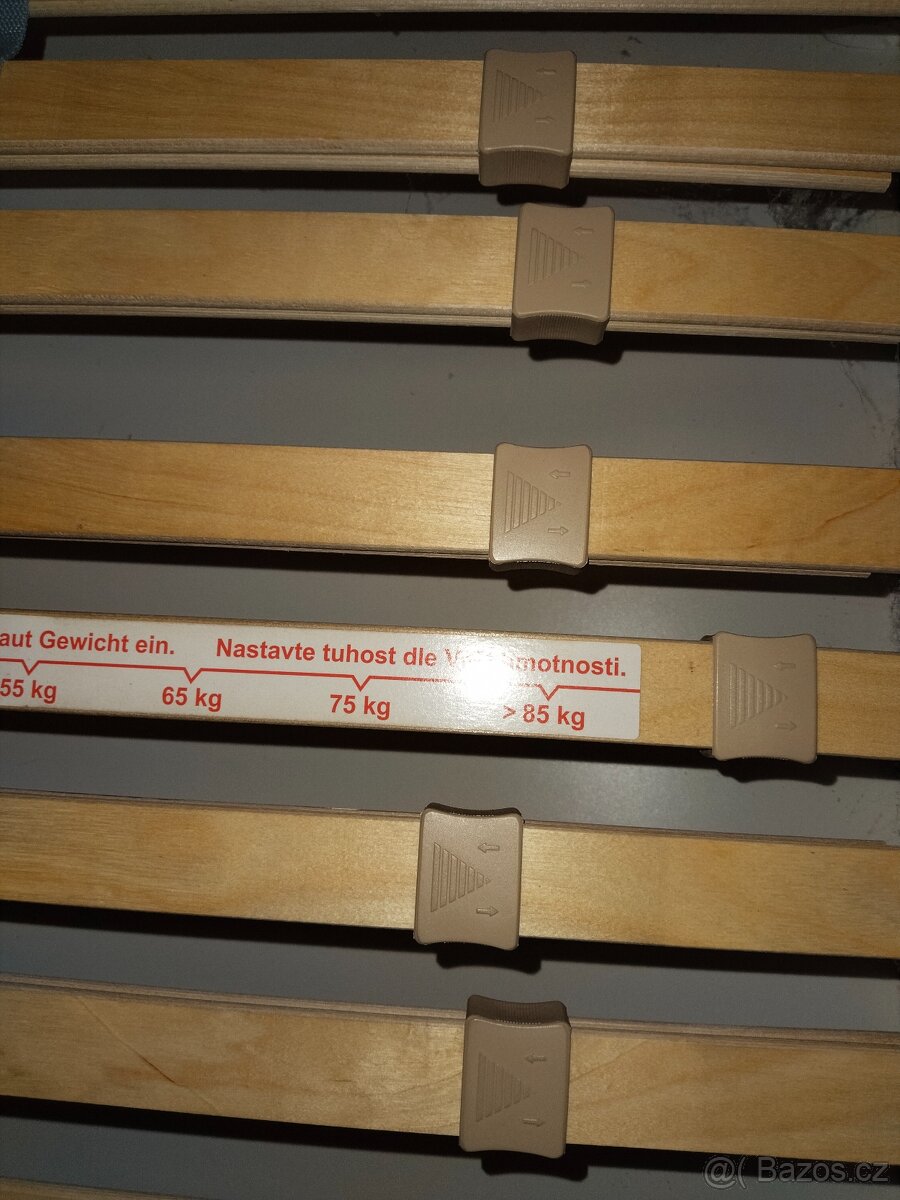 aut Gewicht ein. Nastavte tuhost dle motnosti.
55 kg 65 kg 75 kg > 85 kg
@( Bazos.cz